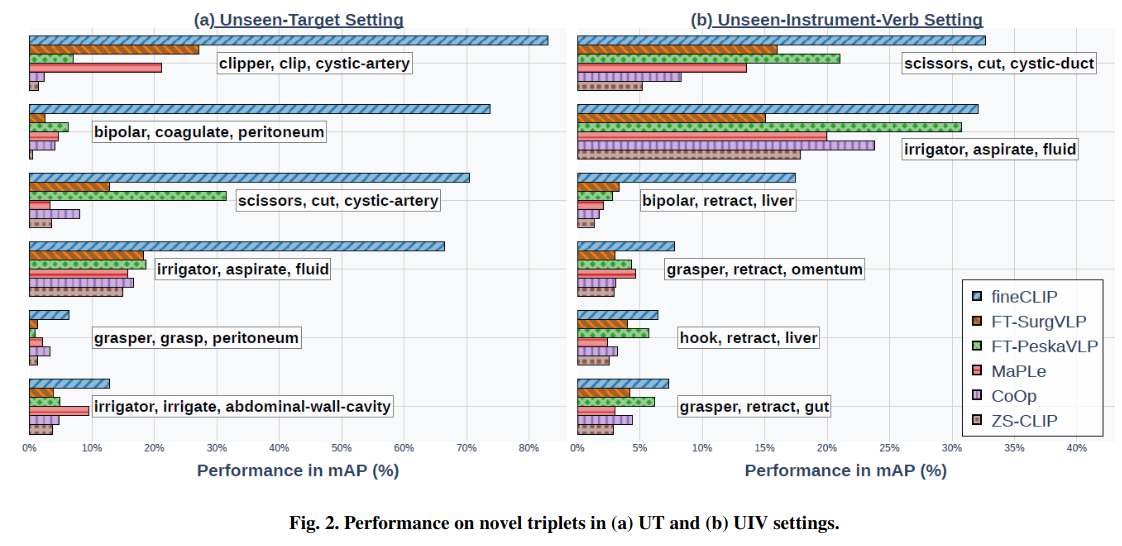 (a) Unseen-Target Setting
clipper, clip, cystic-artery
bipolar, coagulate, peritoneum
scissors, cut, cystic-artery
irrigator, aspirate, fluid
grasper, grasp, peritoneum
irrigator, irrigate, abdominal-wall-cavity
0% 10% 20% 30% 40% 50% 60% 70% 80%
Performance in mAP (%)
(b) Unseen-Instrument-Verb Setting
scissors, cut, cystic-duct
irrigator, aspirate, fluid
bipolar, retract, liver
grasper, retract, omentum
hook, retract, liver
grasper, retract, gut
fineCLIP
FT-SurgVLP
FT-PeskaVLP
MaPLe
CoOp
ZS-CLIP
0% 10% 15% 20% 25% 30% 35% 40%
Performance in mAP (%)
Fig. 2. Performance on novel triplets in (a) UT and (b) UIV settings.